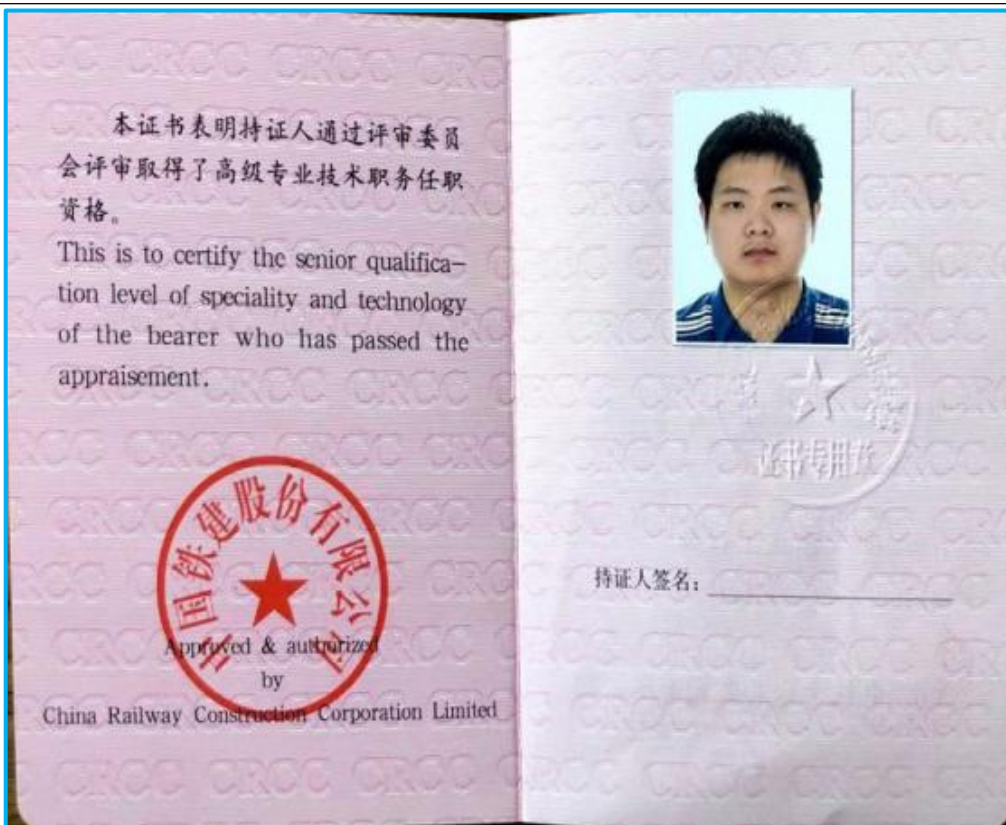 本证书表明持证人通过评审委员
会评审取得了高级专业技术职务任职
资格。
This is to certify the senior qualifica-
tion level of speciality and technology
of the bearer who has passed the
appraisement.
中国铁建股份有限公司
Approved & authorized
by
China Railway Construction Corporation Limited
证书专用章
持证人签名：